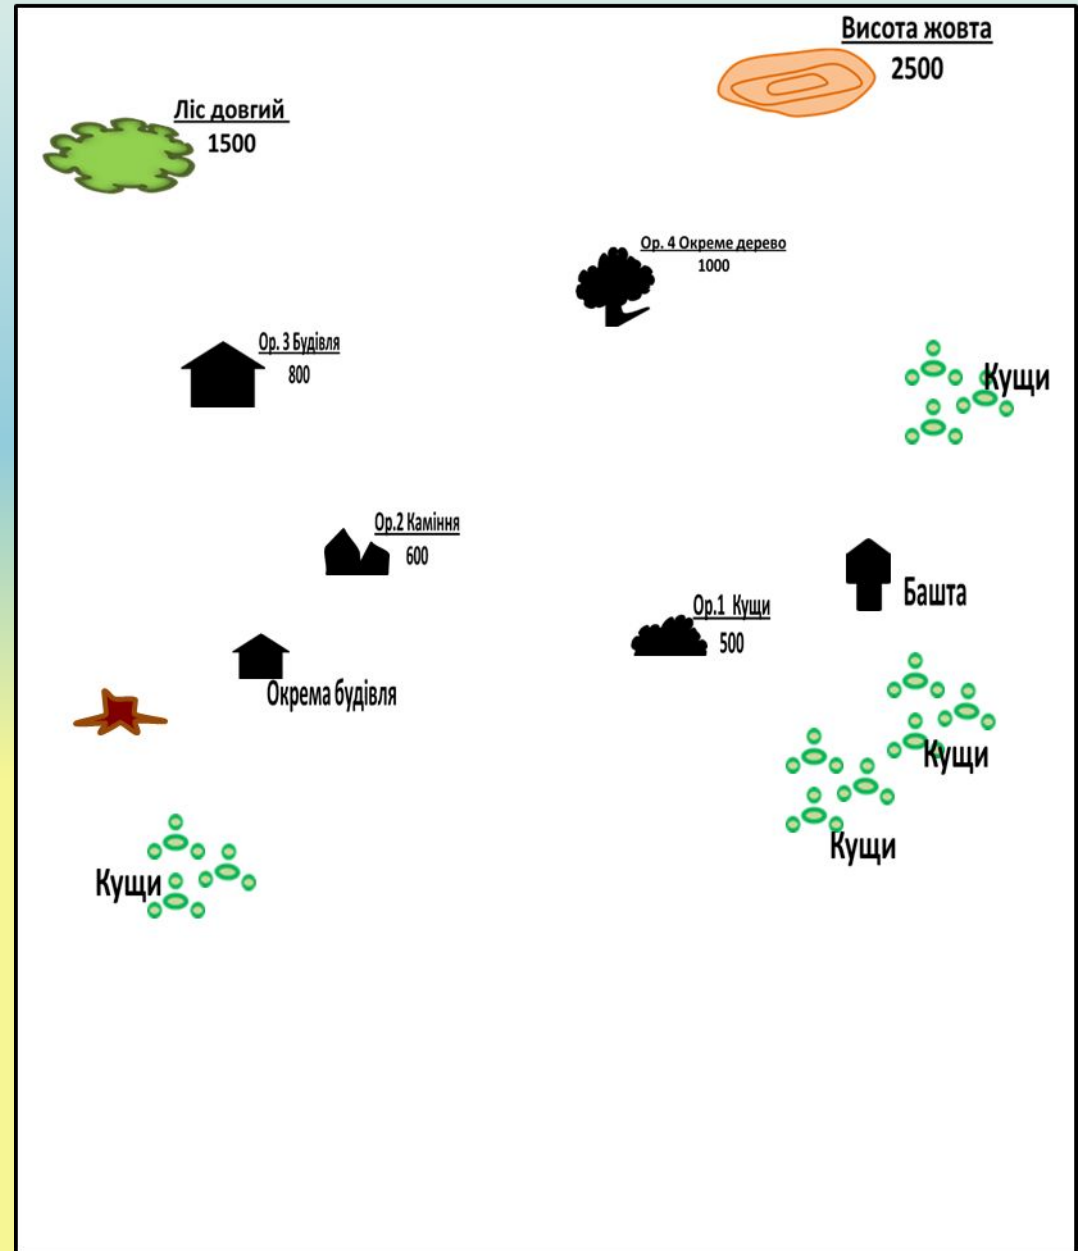 Висота жовта
2500
Ліс довгий
1500
Ор. 4 Окреме дерево
1000
Ор. 3 Будівля
800
Кущи
Ор.2 Каміння
600
Башта
Ор.1 Кущи
500
Окрема будівля
Кущи
Кущи
Кущи